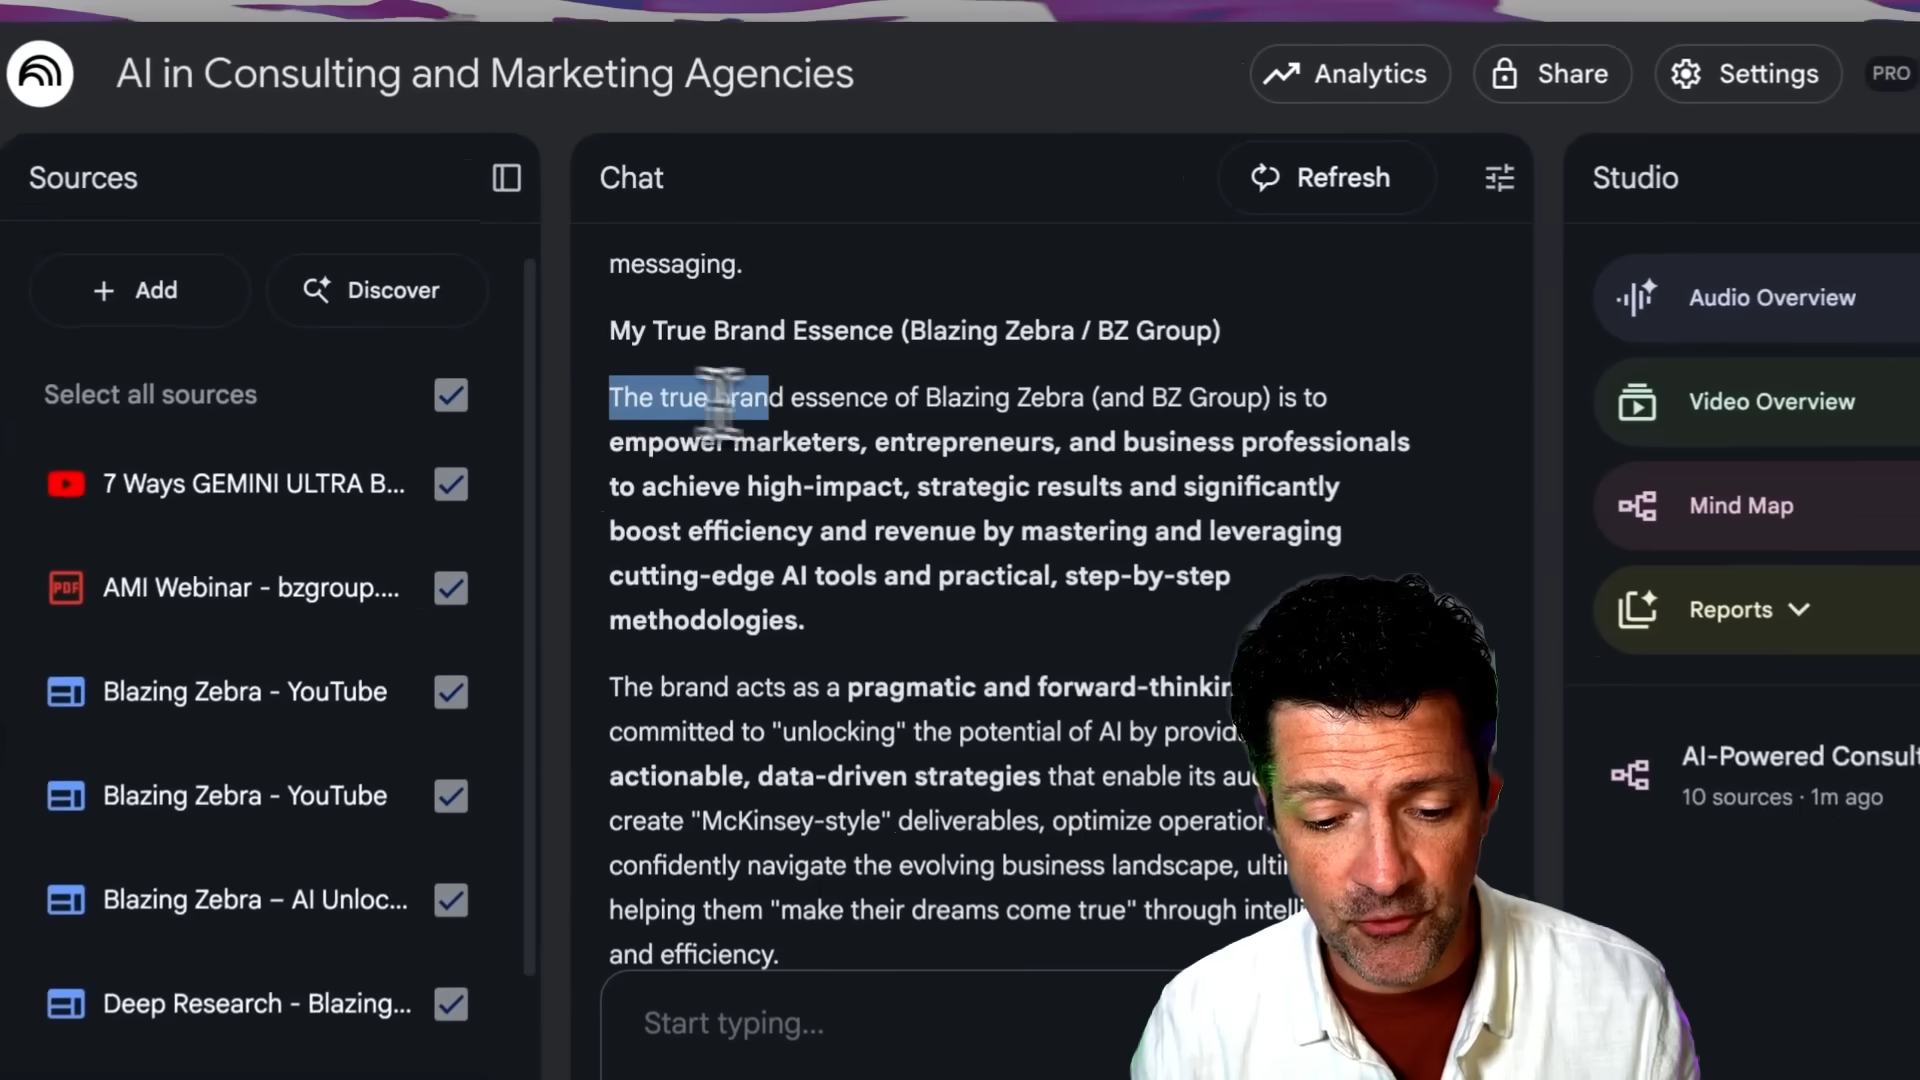 AI in Consulting and Marketing Agencies
Analytics
Share
Settings
PRO
Sources
Add
Discover
Select all sources
7 Ways GEMINI ULTRA B...
PDF
AMI Webinar - bzgroup....
Blazing Zebra - YouTube
Blazing Zebra - YouTube
Blazing Zebra – AI Unloc...
Deep Research - Blazing...
Chat
Refresh
messaging.
My True Brand Essence (Blazing Zebra / BZ Group)
The true brand essence of Blazing Zebra (and BZ Group) is to
empower marketers, entrepreneurs, and business professionals
to achieve high-impact, strategic results and significantly
boost efficiency and revenue by mastering and leveraging
cutting-edge AI tools and practical, step-by-step
methodologies.
The brand acts as a pragmatic and forward-thinkin
committed to "unlocking" the potential of AI by provid
actionable, data-driven strategies that enable its au
create "McKinsey-style" deliverables, optimize operation
confidently navigate the evolving business landscape, ulti
helping them "make their dreams come true" through intell
and efficiency.
Start typing...
Studio
Audio Overview
Video Overview
Mind Map
Reports
AI-Powered Consult
10 sources · 1m ago